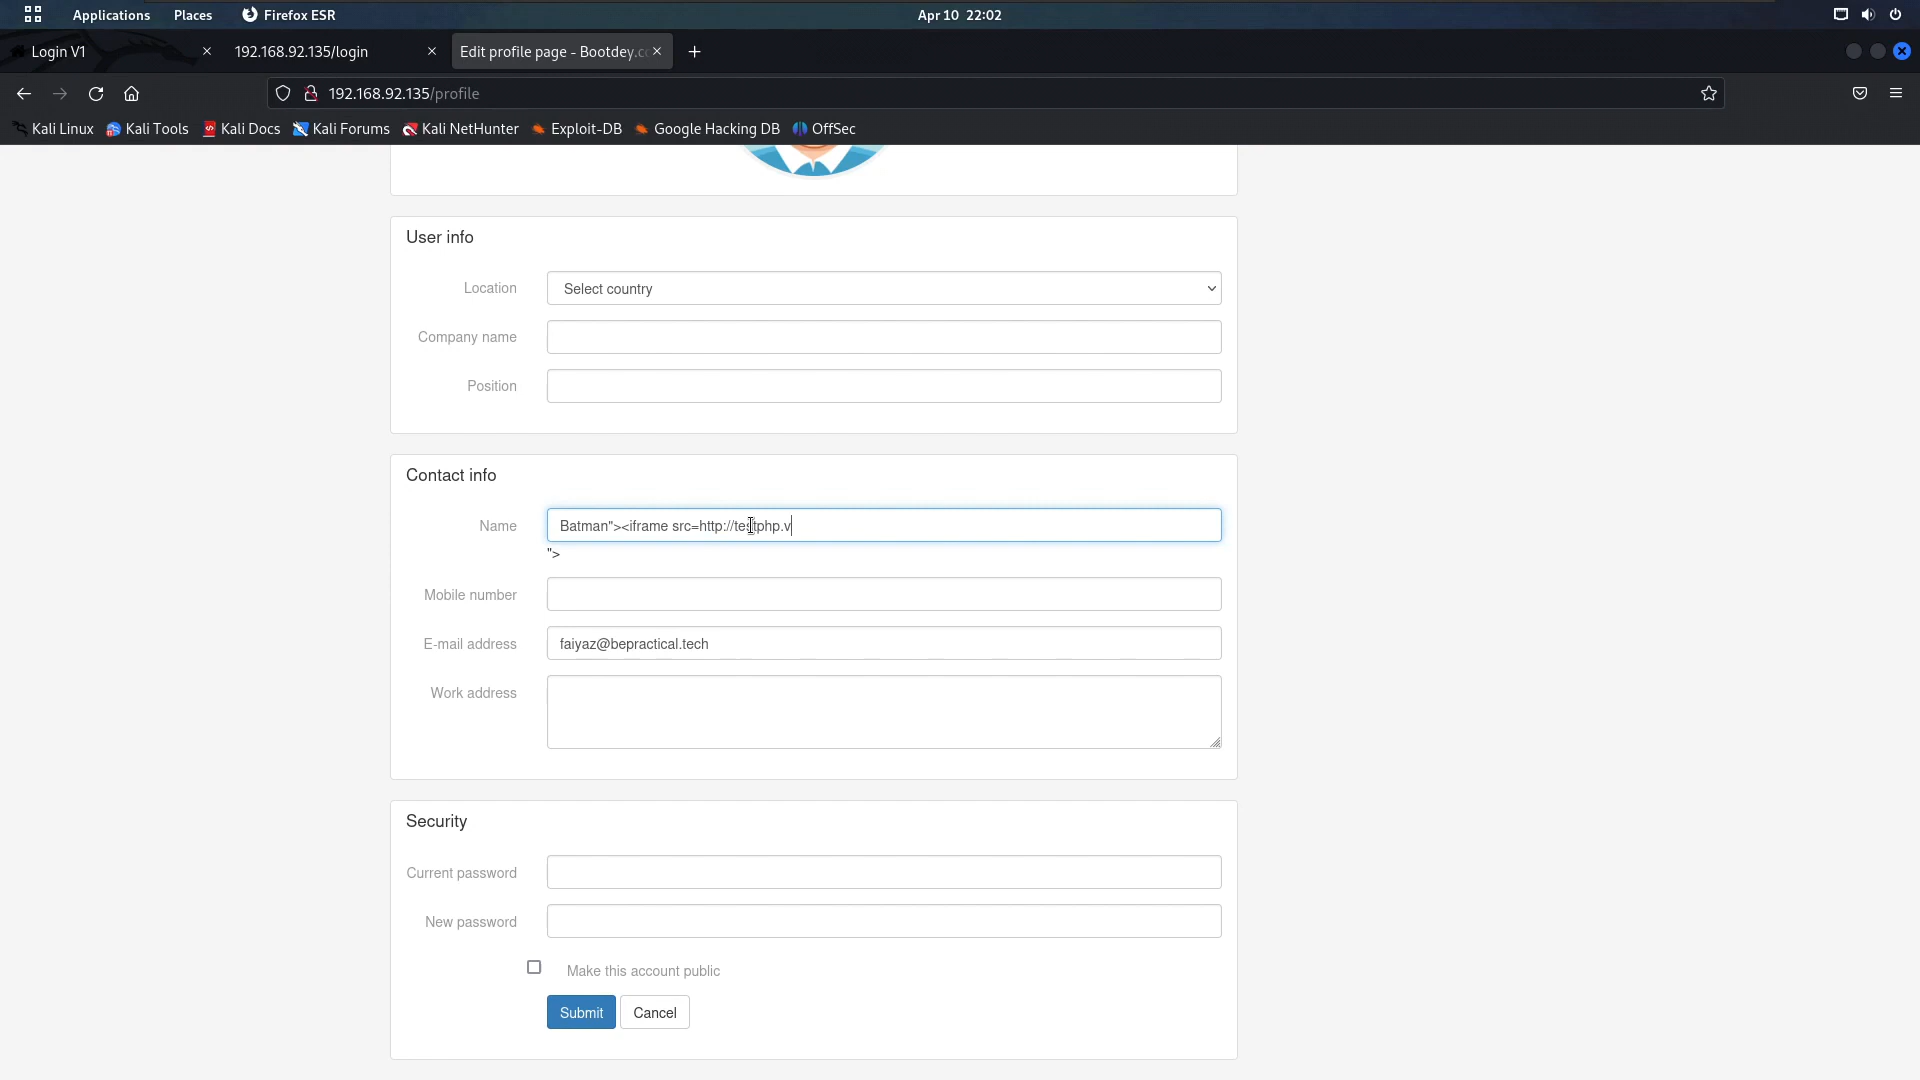 Applications Places Firefox ESR Apr 10 22:02
Login V1 192.168.92.135/login Edit profile page - Bootdey.c
192.168.92.135/profile
Kali Linux Kali Tools Kali Docs Kali Forums Kali NetHunter Exploit-DB Google Hacking DB OffSec
User info
Location Select country
Company name
Position
Contact info
Name Batman"><iframe src=http://testphp.v
">
Mobile number
E-mail address faiyaz@bepractical.tech
Work address
Security
Current password
New password
Make this account public
Submit Cancel